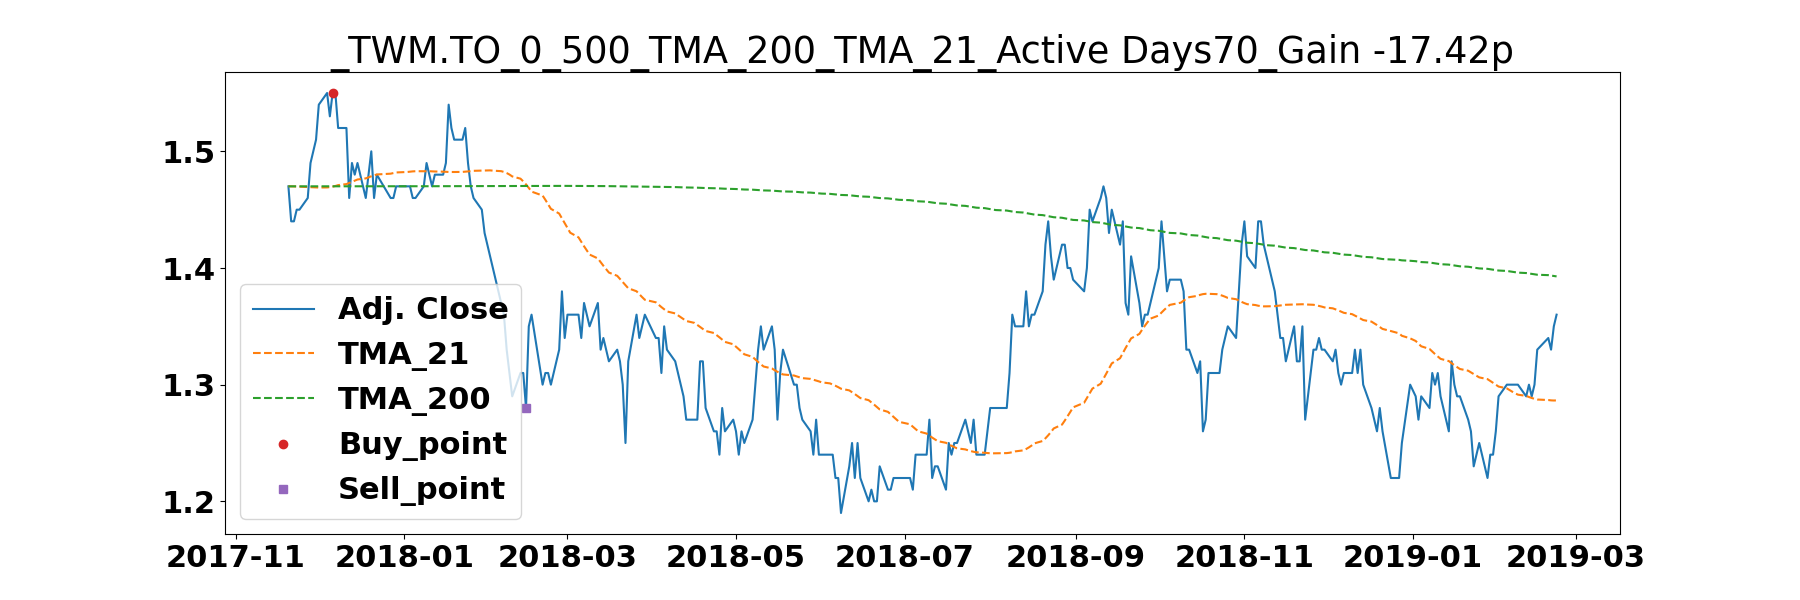 _TWM.TO_0_500_TMA_200_TMA_21_Active Days70_Gain -17.42p
1.5
1.4
1.3
1.2
Adj. Close
TMA_21
TMA_200
Buy_point
Sell_point
2017-11 2018-01 2018-03 2018-05 2018-07 2018-09 2018-11 2019-01 2019-03